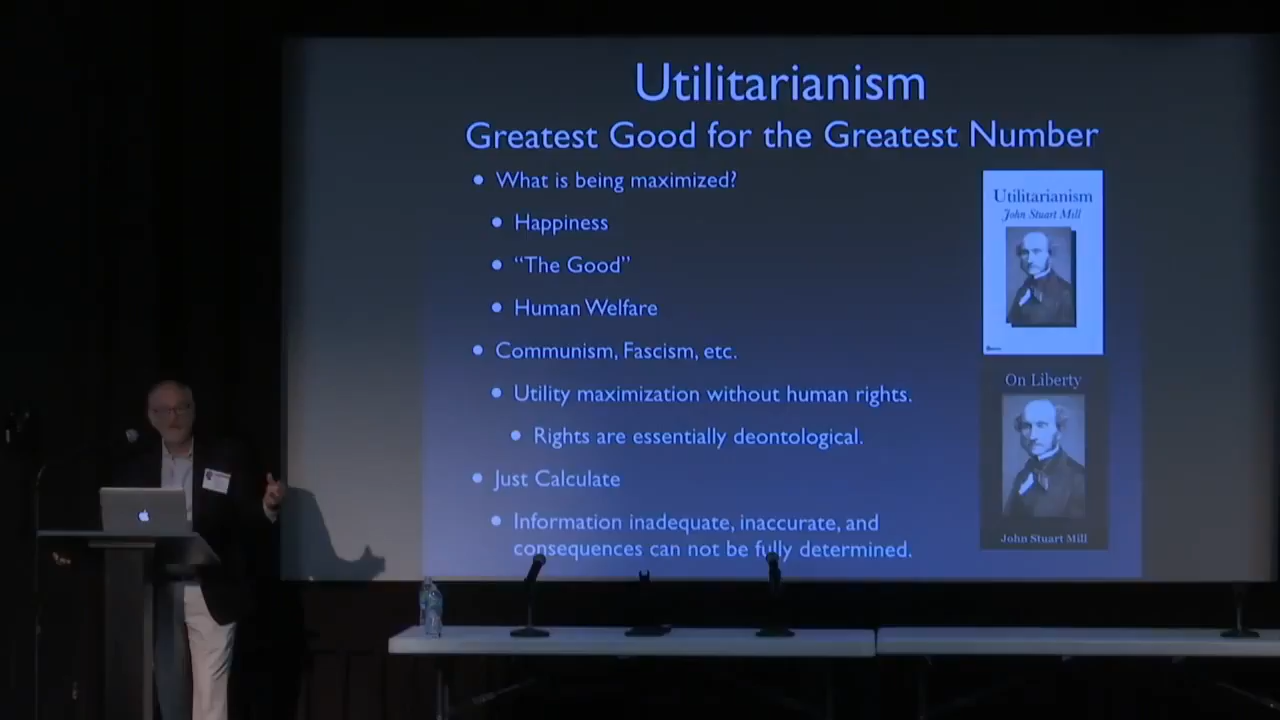 Utilitarianism
Greatest Good for the Greatest Number
• What is being maximized?
• Happiness
• “The Good”
• Human Welfare
• Communism, Fascism, etc.
• Utility maximization without human rights.
• Rights are essentially deontological.
• Just Calculate
• Information inadequate, inaccurate, and
consequences can not be fully determined.
Utilitarianism
John Stuart Mill
On Liberty
John Stuart Mill